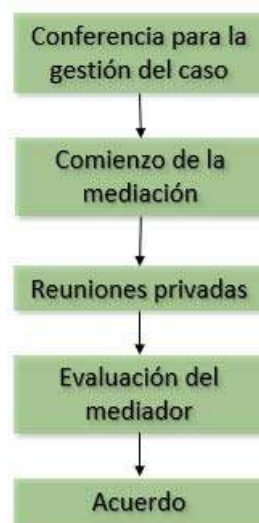 Conferencia para la
gestión del caso
Comienzo de la
mediación
Reuniones privadas
Evaluación del
mediador
Acuerdo